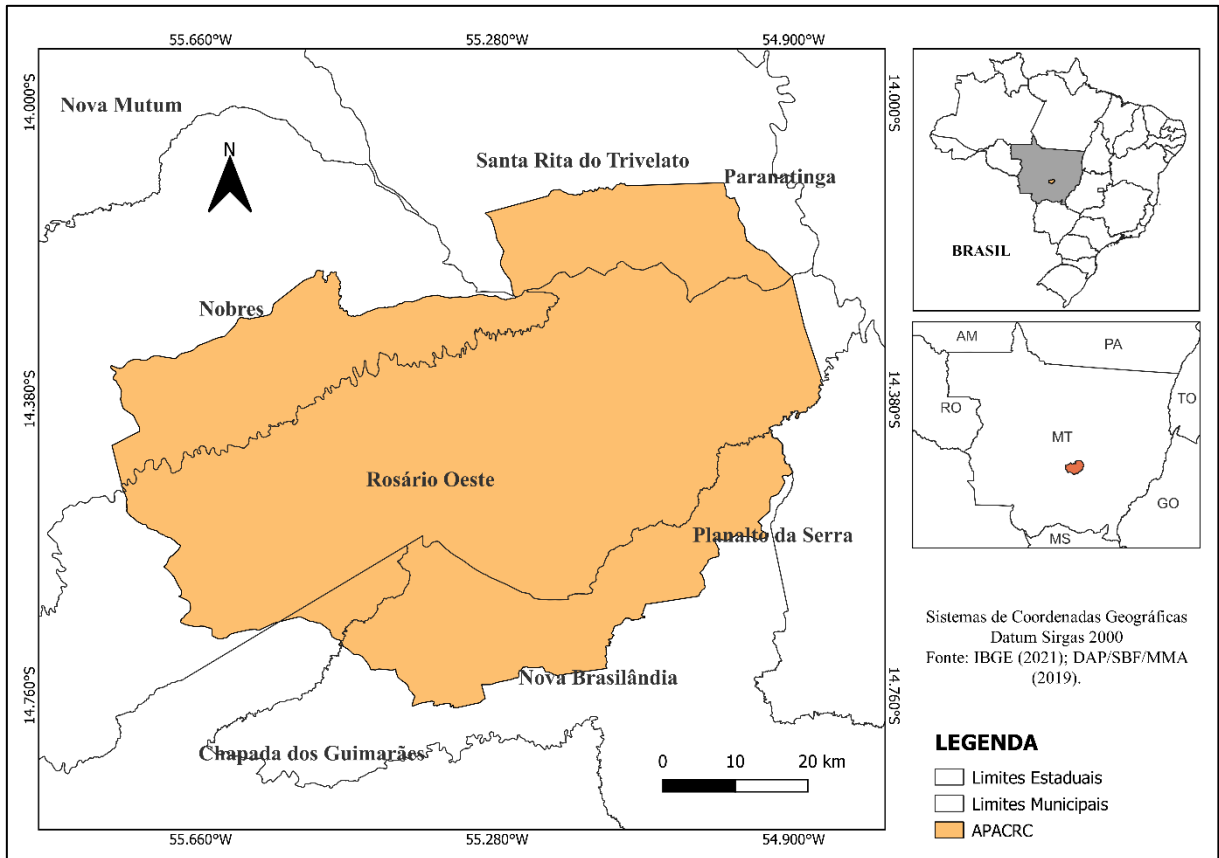 55.660°W
55.280°W
54.900°W
14.000°S
14.000°S
Nova Mutum
N
Santa Rita do Trivelato
Paranatinga
Nobres
14.380°S
14.380°S
Rosário Oeste
Planalto da Serra
Nova Brasilândia
14.760°S
14.760°S
Chapada dos Guimarães
0 10 20 km
55.660°W
55.280°W
54.900°W
BRASIL
AM
PA
RO
TO
MT
GO
MS
Sistemas de Coordenadas Geográficas
Datum Sirgas 2000
Fonte: IBGE (2021); DAP/SBF/MMA
(2019).
LEGENDA
Limites Estaduais
Limites Municipais
APACRC